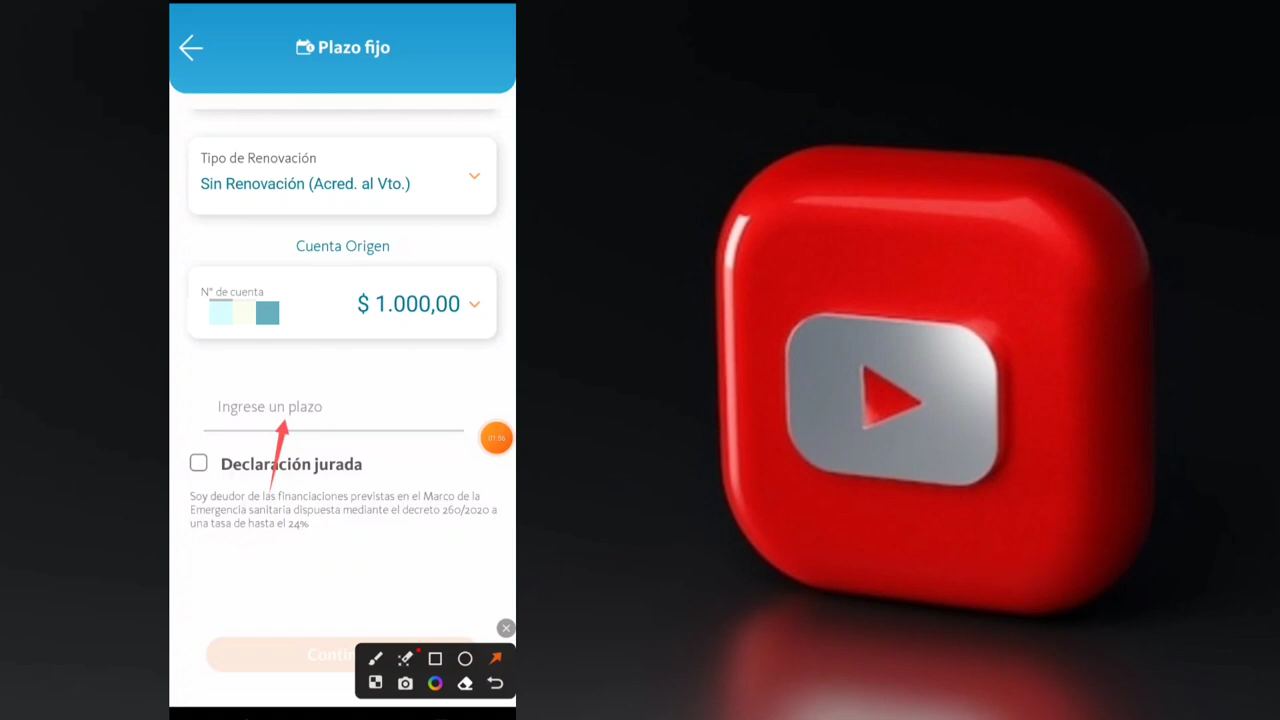 Plazo fijo
Tipo de Renovación
Sin Renovación (Acred. al Vto.)
Cuenta Origen
N° de cuenta
$ 1.000,00
Ingrese un plazo
01:56
Declaración jurada
Soy deudor de las financiaciones previstas en el Marco de la
Emergencia sanitaria dispuesta mediante el decreto 260/2020 a
una tasa de hasta el 24%